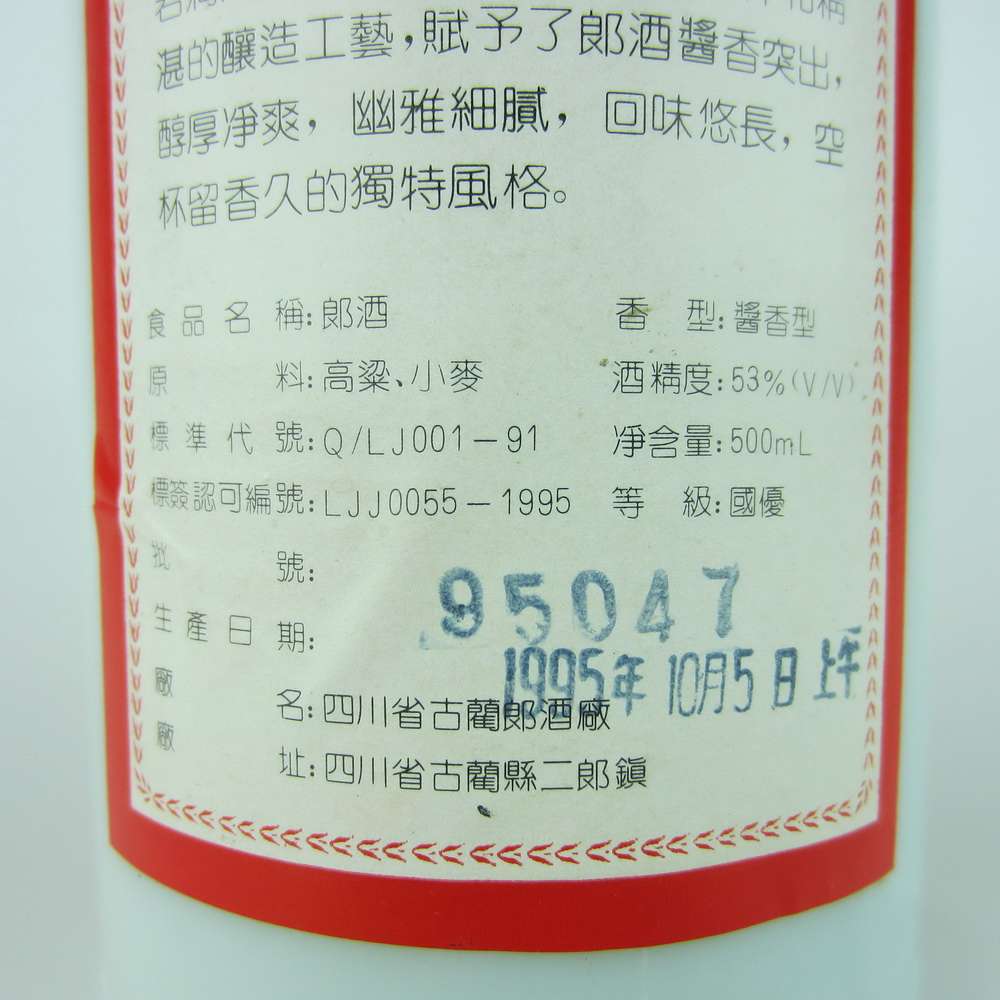 湛的釀造工藝，賦予了郎酒醬香突出，
醇厚凈爽，幽雅細膩，回味悠長，空
杯留香久的獨特風格。
食品名稱：郎酒 香型：醬香型
原料：高粱、小麥 酒精度：53%(V/V)
標準代號：Q/LJ001－91 凈含量：500mL
標簽認可編號：LJJ0055－1995 等級：國優
批號：95047
生產日期：1995年10月5日上午
廠名：四川省古藺郎酒廠
廠址：四川省古藺縣二郎鎮